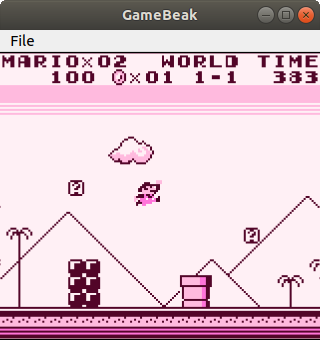 GameBeak
File
MARIO×02 WORLD TIME
100 ×01 1-1 383
?
?